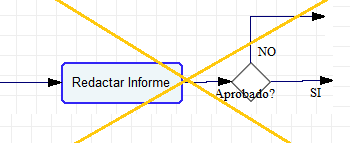 NO
Redactar Informe
Aprobado?
SI